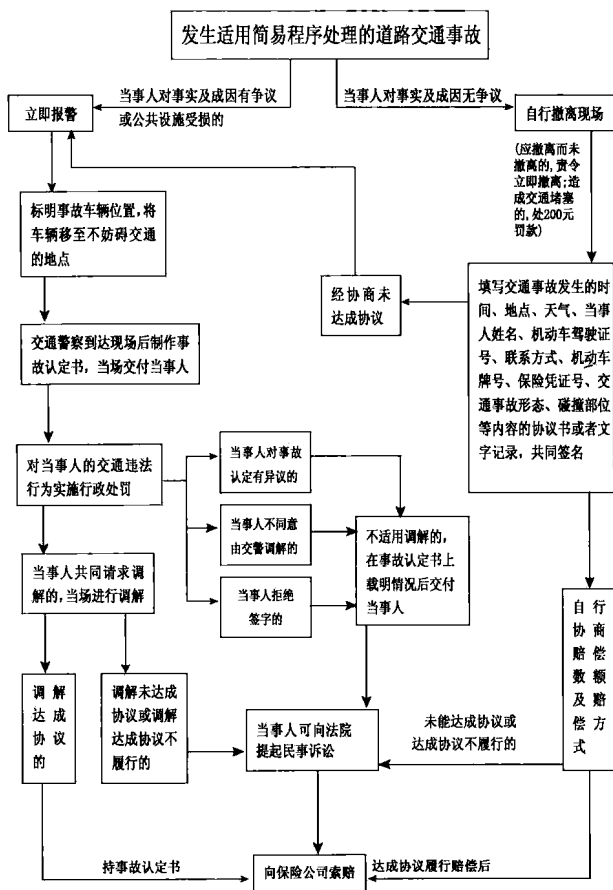 发生适用简易程序处理的道路交通事故
当事人对事实及成因有争议
或公共设施受损的
当事人对事实及成因无争议
立即报警
自行撤离现场
(应撤离而未
撤离的,责令
立即撤离;造
成交通堵塞
的,处200元
罚款)
标明事故车辆位置，将
车辆移至不妨碍交通
的地点
经协商未
达成协议
填写交通事故发生的时
间、地点、天气、当事
人姓名、机动车驾驶证
号、联系方式、机动车
牌号、保险凭证号、交
通事故形态、碰撞部位
等内容的协议书或者文
字记录，共同签名
交通警察到达现场后制作事
故认定书，当场交付当事人
对当事人的交通违法
行为实施行政处罚
当事人对事故
认定有异议的
当事人不同意
由交警调解的
当事人拒绝
签字的
不适用调解的，
在事故认定书上
载明情况后交付
当事人
当事人共同请求调
解的,当场进行调解
自行
协商
赔偿
数额
及赔
偿方
式
调解
达成
协议
的
调解未达成
协议或调解
达成协议不
履行的
当事人可向法院
提起民事诉讼
未能达成协议或
达成协议不履行的
持事故认定书
向保险公司索赔
达成协议履行赔偿后